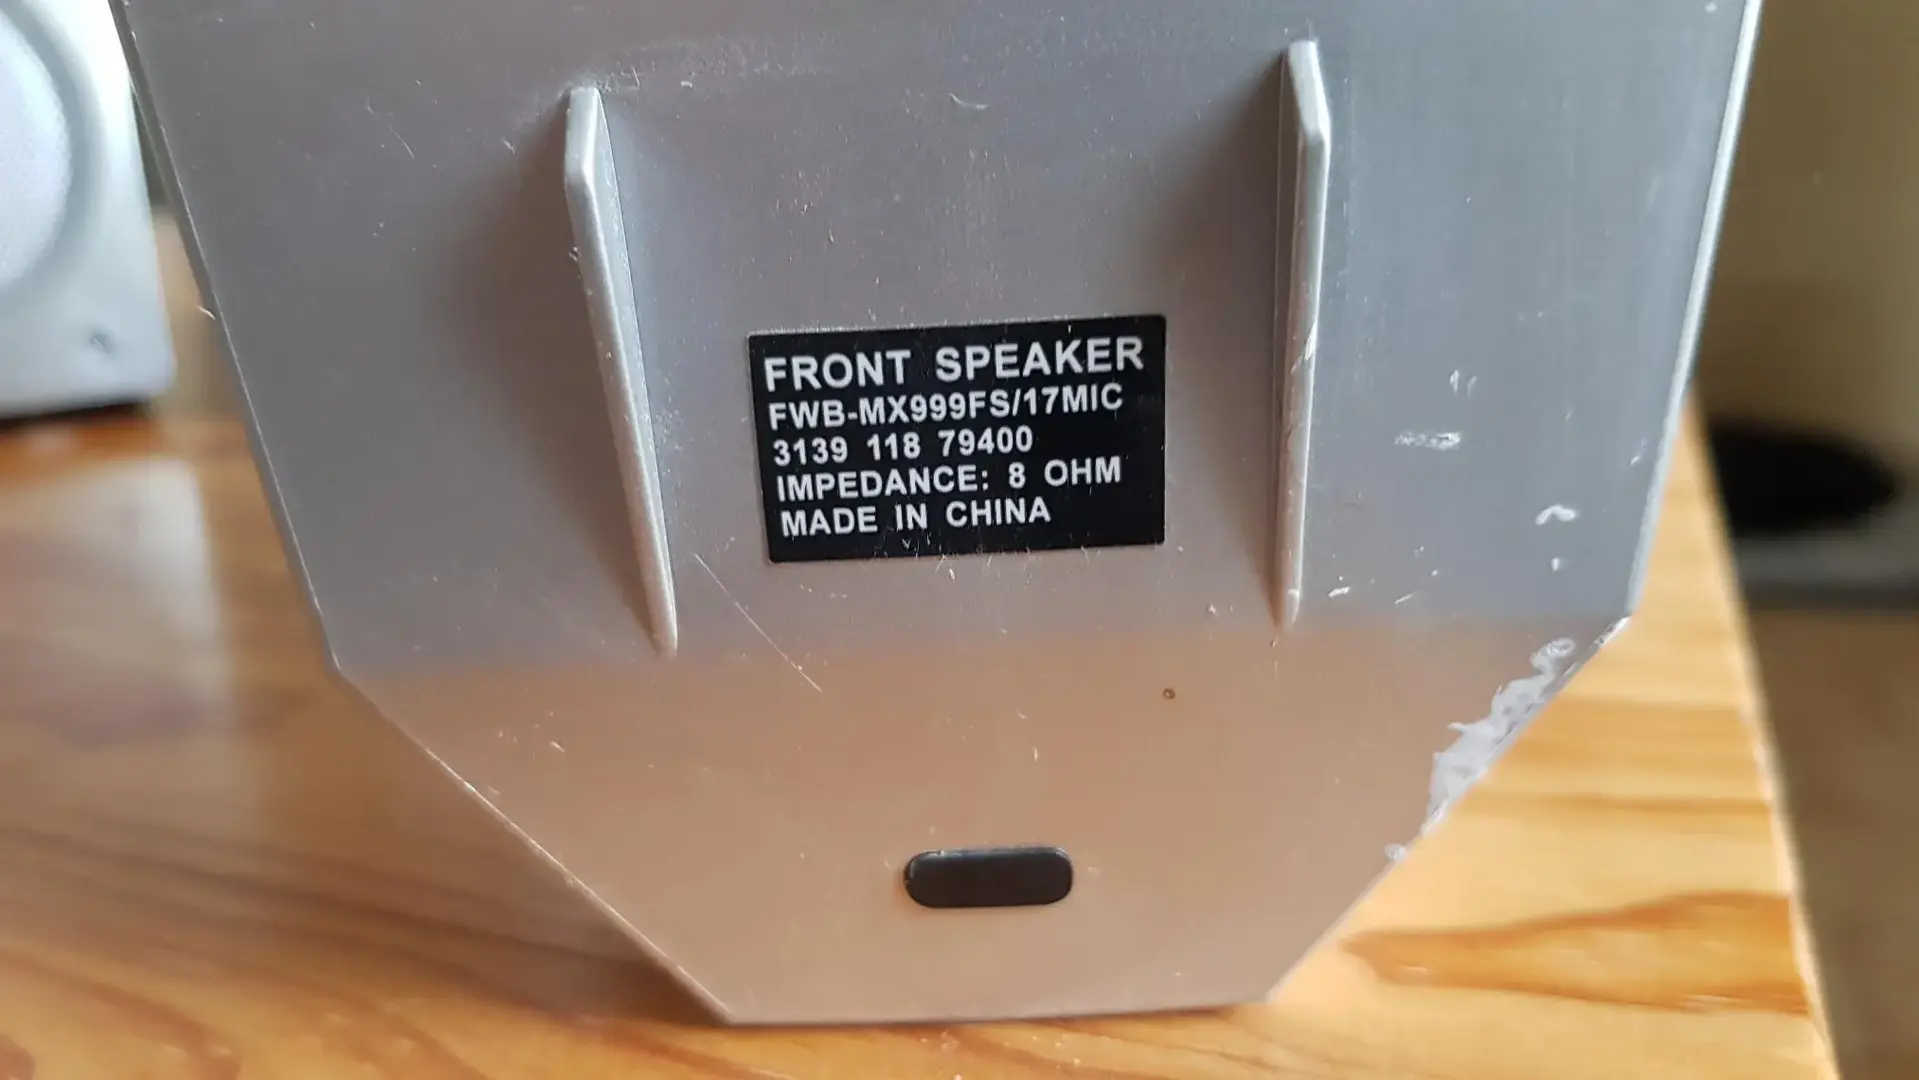 FRONT SPEAKER
FWB-MX999FS/17MIC
3139 118 79400
IMPEDANCE: 8 OHM
MADE IN CHINA